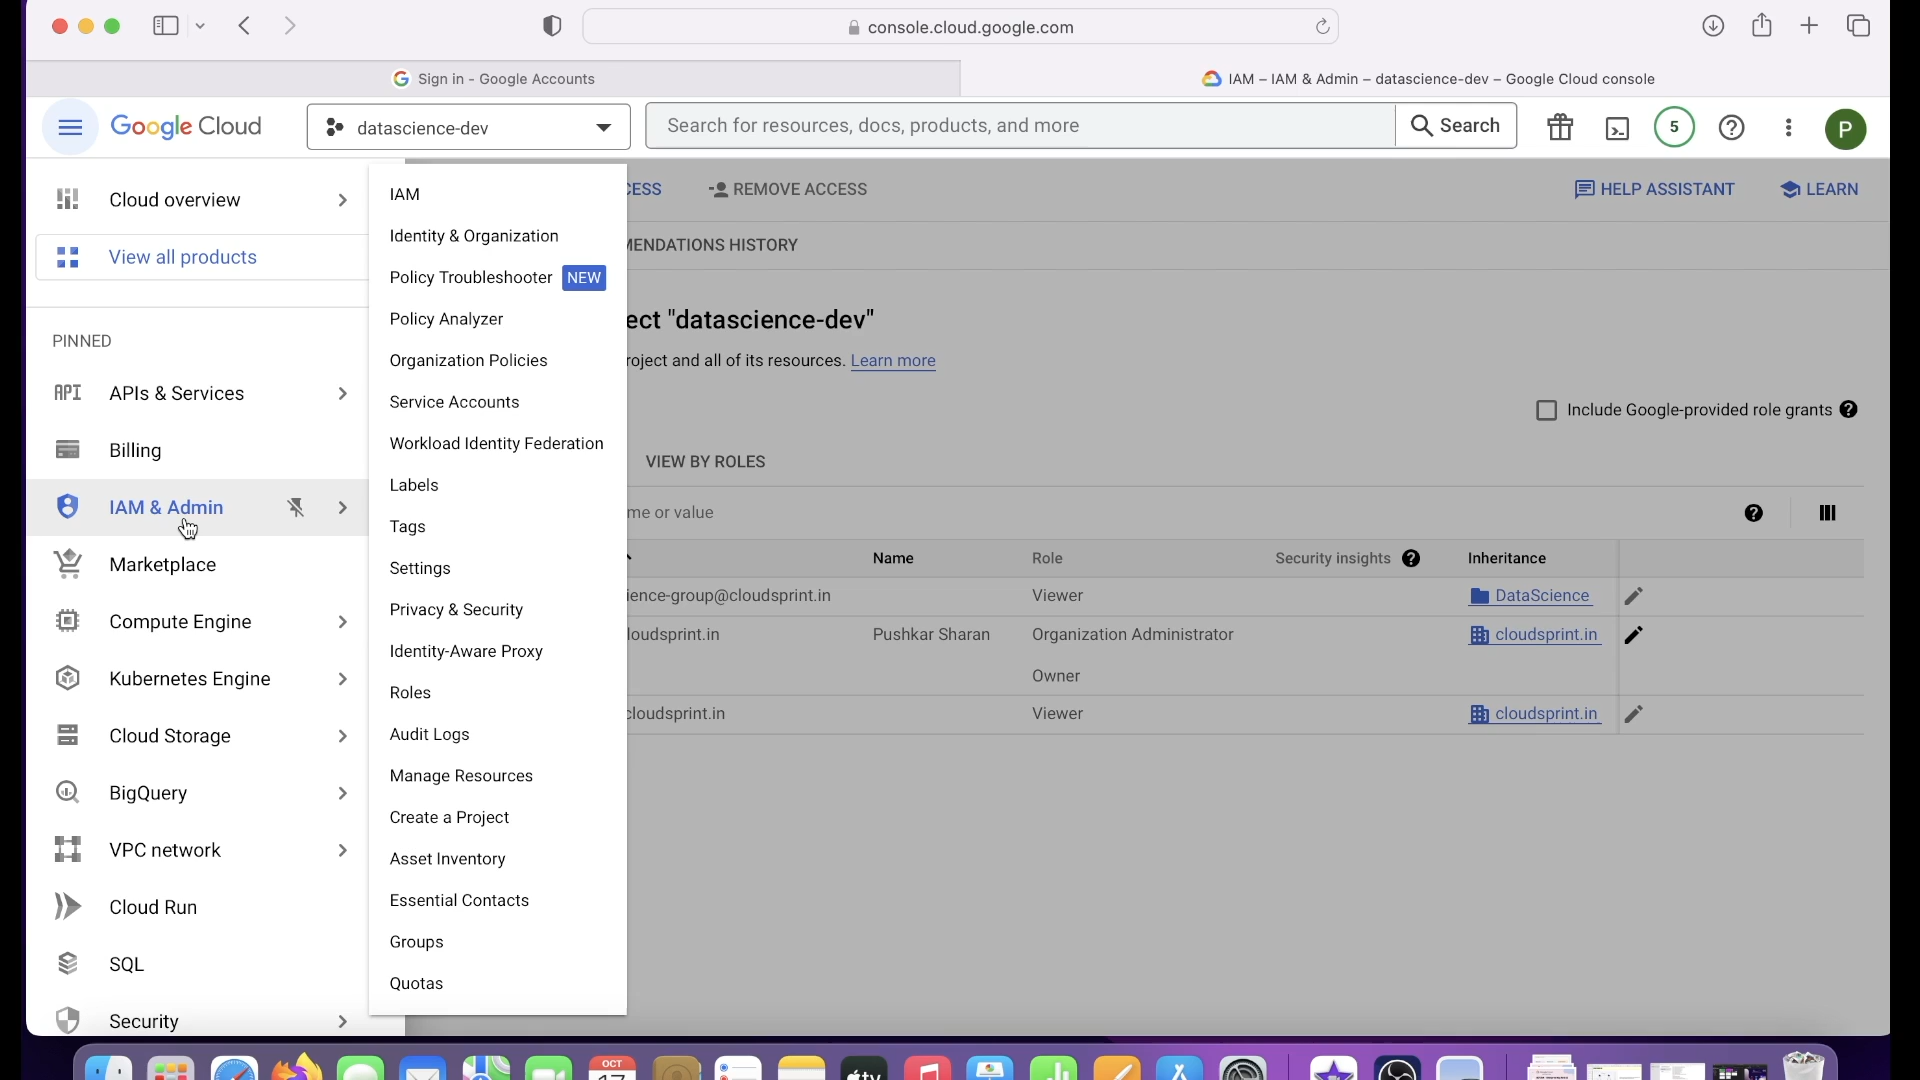 console.cloud.google.com
Sign in - Google Accounts
IAM – IAM & Admin – datascience-dev – Google Cloud console
Google Cloud
datascience-dev
Search for resources, docs, products, and more
Search
5
P
Cloud overview
View all products
PINNED
API APIs & Services
Billing
IAM & Admin
Marketplace
Compute Engine
Kubernetes Engine
Cloud Storage
BigQuery
VPC network
Cloud Run
SQL
Security
IAM
Identity & Organization
Policy Troubleshooter NEW
Policy Analyzer
Organization Policies
Service Accounts
Workload Identity Federation
Labels
Tags
Settings
Privacy & Security
Identity-Aware Proxy
Roles
Audit Logs
Manage Resources
Create a Project
Asset Inventory
Essential Contacts
Groups
Quotas
CESS
REMOVE ACCESS
HELP ASSISTANT
LEARN
MENDATIONS HISTORY
ect "datascience-dev"
roject and all of its resources. Learn more
Include Google-provided role grants
VIEW BY ROLES
me or value
Name Role Security insights Inheritance
ience-group@cloudsprint.in Viewer DataScience
loudsprint.in Pushkar Sharan Organization Administrator cloudsprint.in
Owner
cloudsprint.in Viewer cloudsprint.in
OCT
17
tv